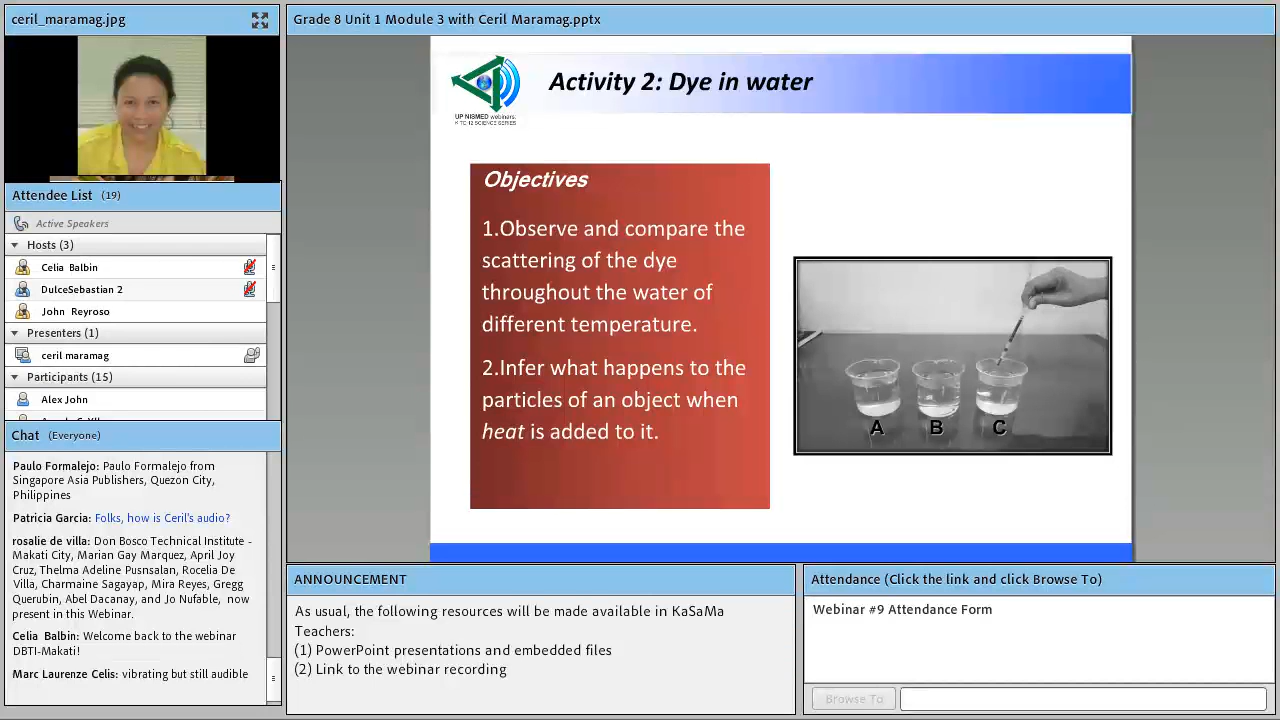 ceril_maramag.jpg
Attendee List (19)
Active Speakers
Hosts (3)
Celia Balbin
DulceSebastian 2
John Reyroso
Presenters (1)
ceril maramag
Participants (15)
Alex John
Chat (Everyone)
Paulo Formalejo: Paulo Formalejo from
Singapore Asia Publishers, Quezon City,
Philippines
Patricia Garcia: Folks, how is Ceril's audio?
rosalie de villa: Don Bosco Technical Institute -
Makati City, Marian Gay Marquez, April Joy
Cruz, Thelma Adeline Pusnsalan, Rocelia De
Villa, Charmaine Sagayap, Mira Reyes, Gregg
Querubin, Abel Dacanay, and Jo Nufable, now
present in this Webinar.
Celia Balbin: Welcome back to the webinar
DBTI-Makati!
Marc Laurenze Celis: vibrating but still audible
Grade 8 Unit 1 Module 3 with Ceril Maramag.pptx
UP NISMED webinars:
K TO 12 SCIENCE SERIES
Activity 2: Dye in water
Objectives
1.Observe and compare the
scattering of the dye
throughout the water of
different temperature.
2.Infer what happens to the
particles of an object when
heat is added to it.
A B C
ANNOUNCEMENT
As usual, the following resources will be made available in KaSaMa
Teachers:
(1) PowerPoint presentations and embedded files
(2) Link to the webinar recording
Attendance (Click the link and click Browse To)
Webinar #9 Attendance Form
Browse To